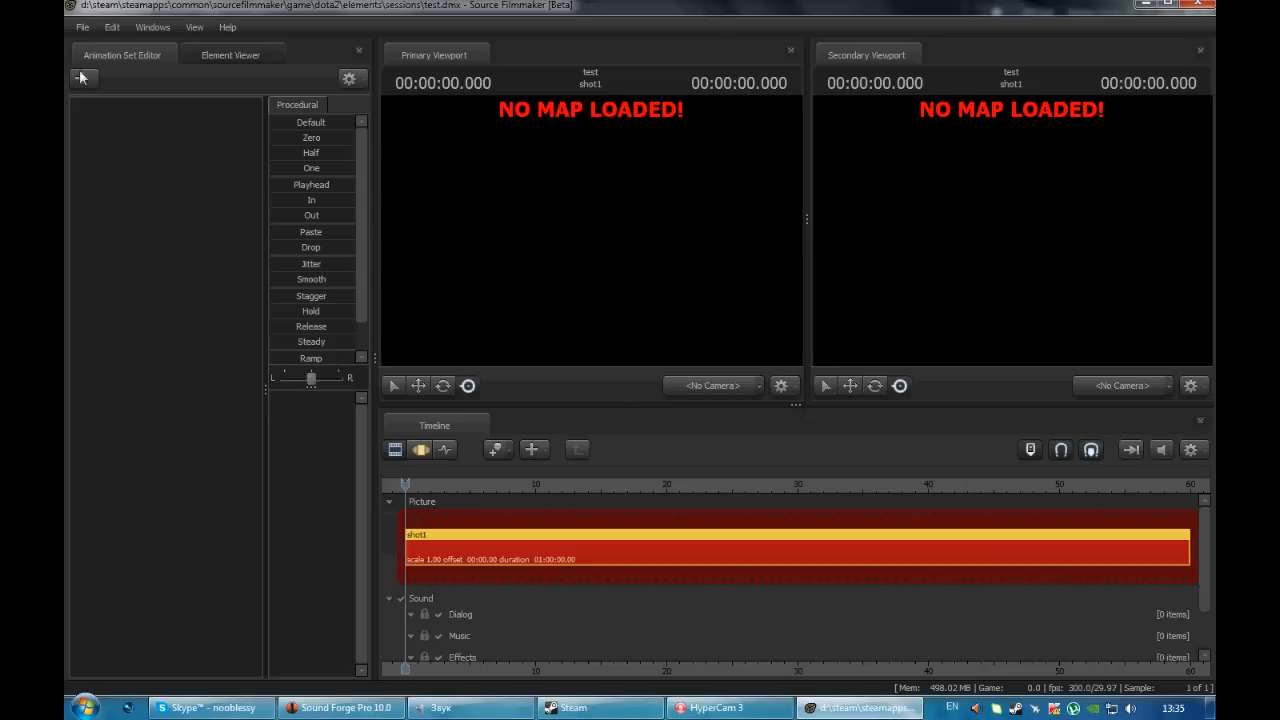 d:\steam\steamapps\common\sourcefilmmaker\game\dota2\elements\sessions\test.dmx - Source Filmmaker [Beta]
File Edit Windows View Help
Animation Set Editor Element Viewer
Procedural
Default
Zero
Half
One
Playhead
In
Out
Paste
Drop
Jitter
Smooth
Stagger
Hold
Release
Steady
Ramp
L R
Primary Viewport
00:00:00.000 test 00:00:00.000
shot1
NO MAP LOADED!
<No Camera>
Secondary Viewport
00:00:00.000 test 00:00:00.000
shot1
NO MAP LOADED!
<No Camera>
Timeline
10 20 30 40 50 60
Picture
shot1
scale 1.00 offset 00:00.00 duration 01:00:00.00
Sound
Dialog [0 items]
Music [0 items]
Effects [0 items]
10 20 30 40 50 60
[Mem: 498.02 MB| Game: 0.0 | fps: 300.0/29.97 | Sample: 1 of 1]
Skype™ - nooblessy Sound Forge Pro 10.0 Звук Steam HyperCam 3 d:\steam\steamapps... EN 13:35